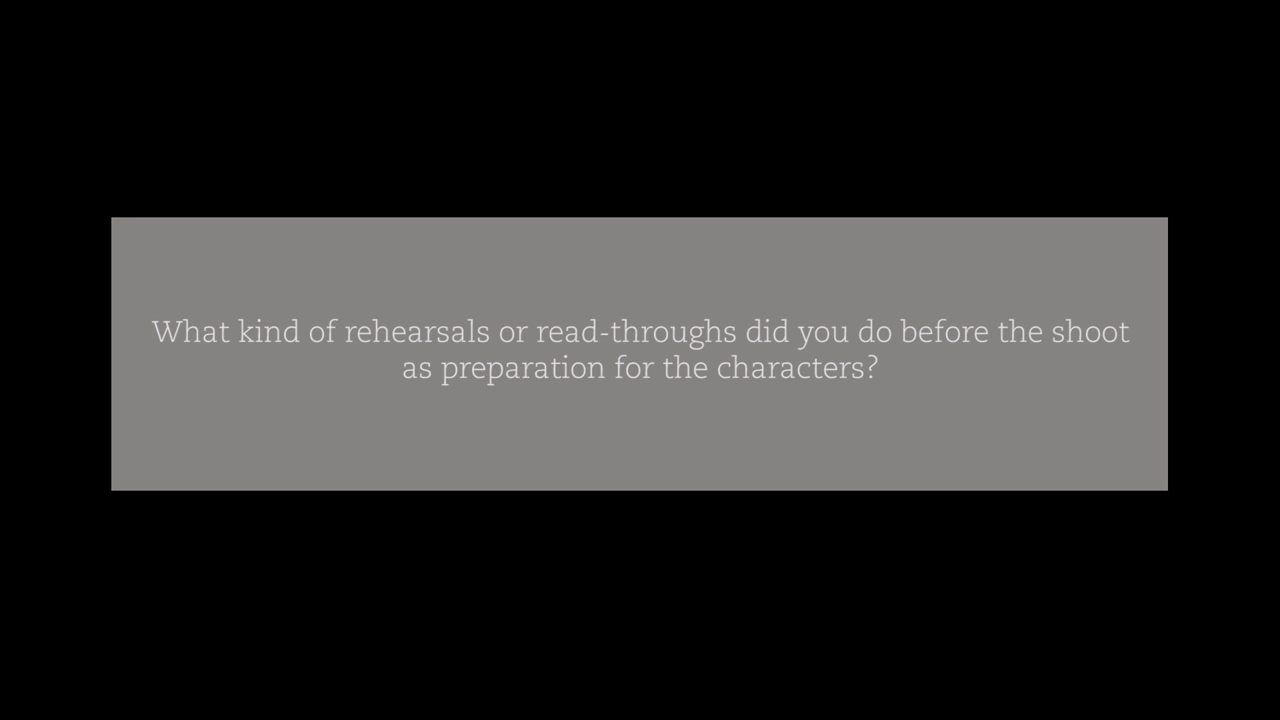 What kind of rehearsals or read-throughs did you do before the shoot
as preparation for the characters?